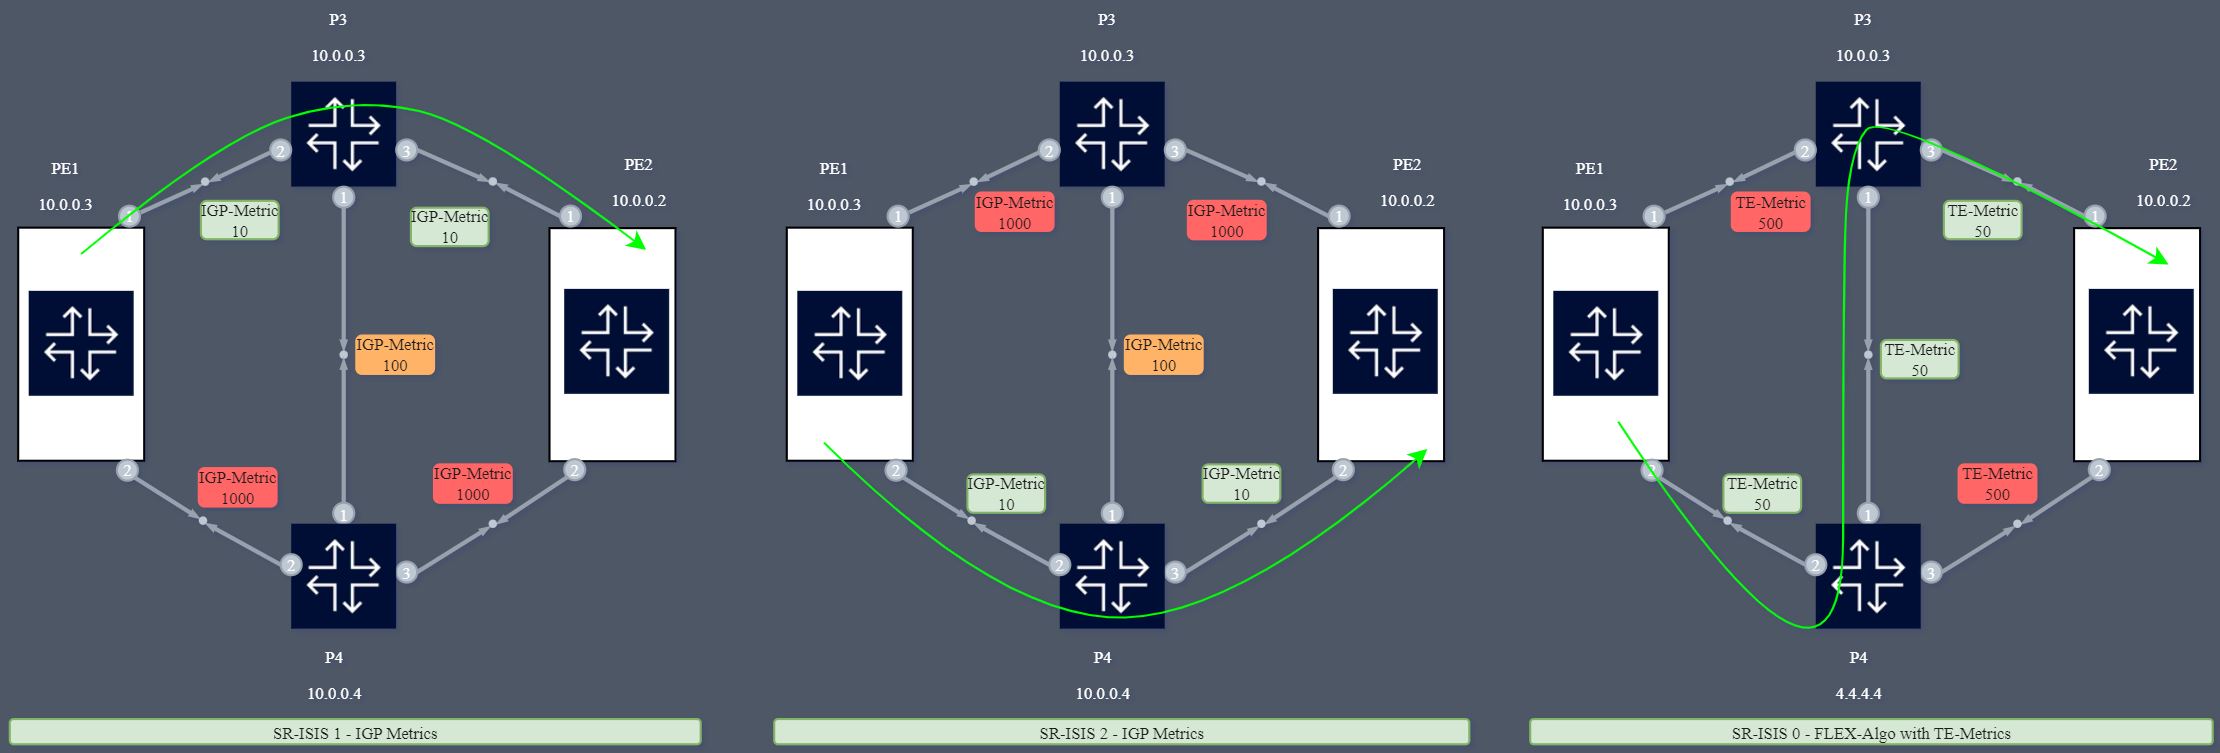 P3
10.0.0.3
PE1
10.0.0.3
PE2
10.0.0.2
2
3
1
1
1
IGP-Metric
10
IGP-Metric
10
IGP-Metric
100
2
2
IGP-Metric
1000
IGP-Metric
1000
1
2
3
P4
10.0.0.4
SR-ISIS 1 - IGP Metrics
P3
10.0.0.3
PE1
10.0.0.3
PE2
10.0.0.2
2
3
1
1
1
IGP-Metric
1000
IGP-Metric
1000
IGP-Metric
100
2
2
IGP-Metric
10
IGP-Metric
10
1
2
3
P4
10.0.0.4
SR-ISIS 2 - IGP Metrics
P3
10.0.0.3
PE1
10.0.0.3
PE2
10.0.0.2
2
3
1
1
1
TE-Metric
500
TE-Metric
50
TE-Metric
50
2
2
TE-Metric
50
TE-Metric
500
1
2
3
P4
4.4.4.4
SR-ISIS 0 - FLEX-Algo with TE-Metrics